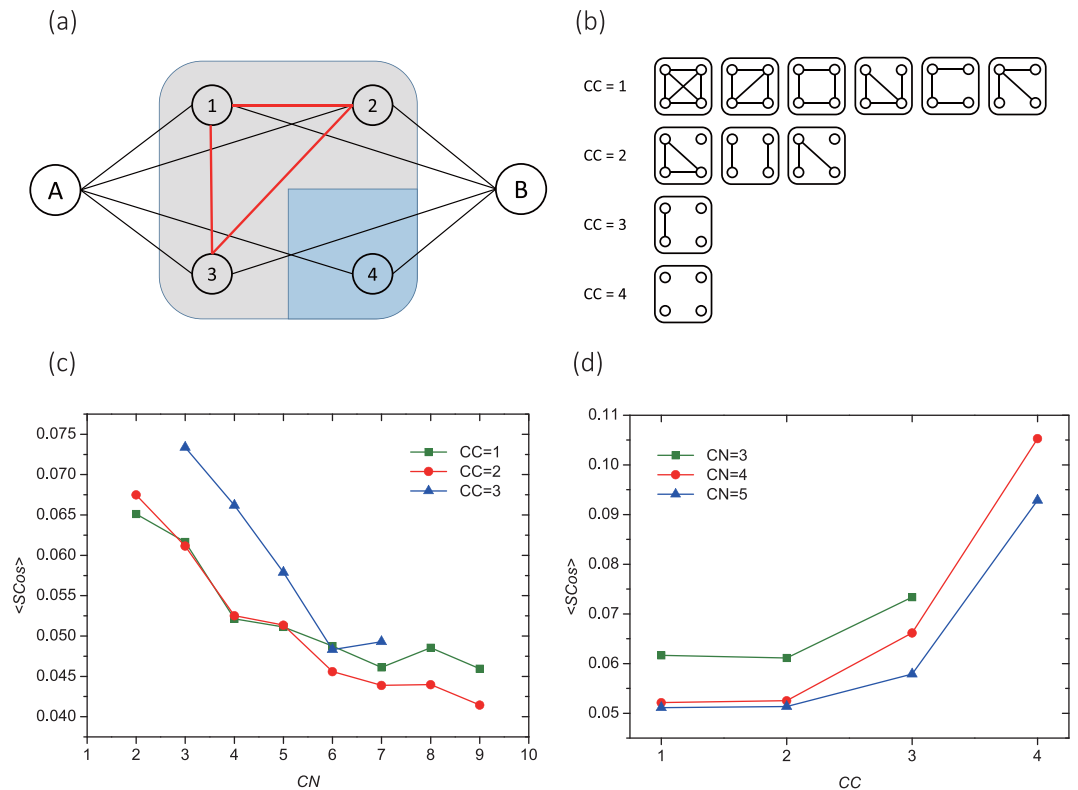 (a)
1
2
A
B
3
4
(b)
CC = 1
CC = 2
CC = 3
CC = 4
(c)
<SCos>
0.075
0.070
0.065
0.060
0.055
0.050
0.045
0.040
CC=1
CC=2
CC=3
1 2 3 4 5 6 7 8 9 10
CN
(d)
<SCos>
0.11
0.10
0.09
0.08
0.07
0.06
0.05
CN=3
CN=4
CN=5
1 2 3 4
CC